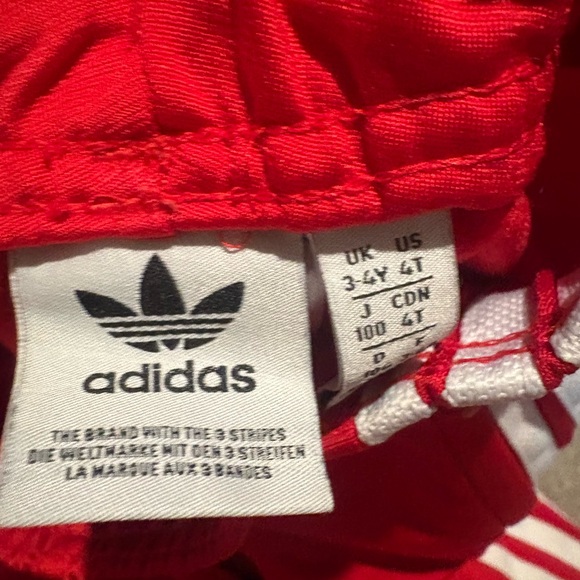 adidas
THE BRAND WITH THE 3 STRIPES
DIE WELTMARKE MIT DEN 3 STREIFEN
LA MARQUE AUX 3 BANDES
UK US
3-4Y 4T
J CDN
100 4T
D F